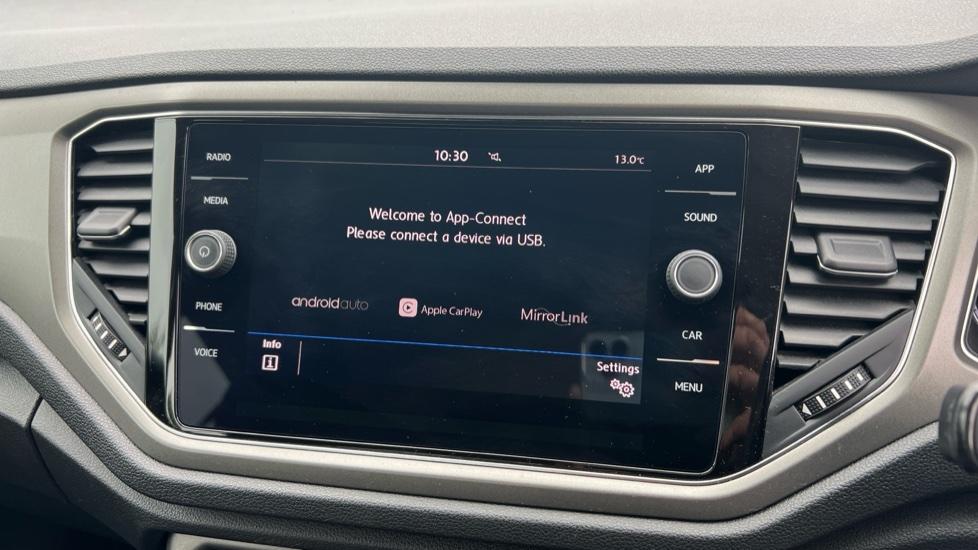 RADIO
MEDIA
PHONE
VOICE
10:30
13.0°C
Welcome to App-Connect
Please connect a device via USB.
androidauto
Apple CarPlay
MirrorLink
Info
Settings
APP
SOUND
CAR
MENU